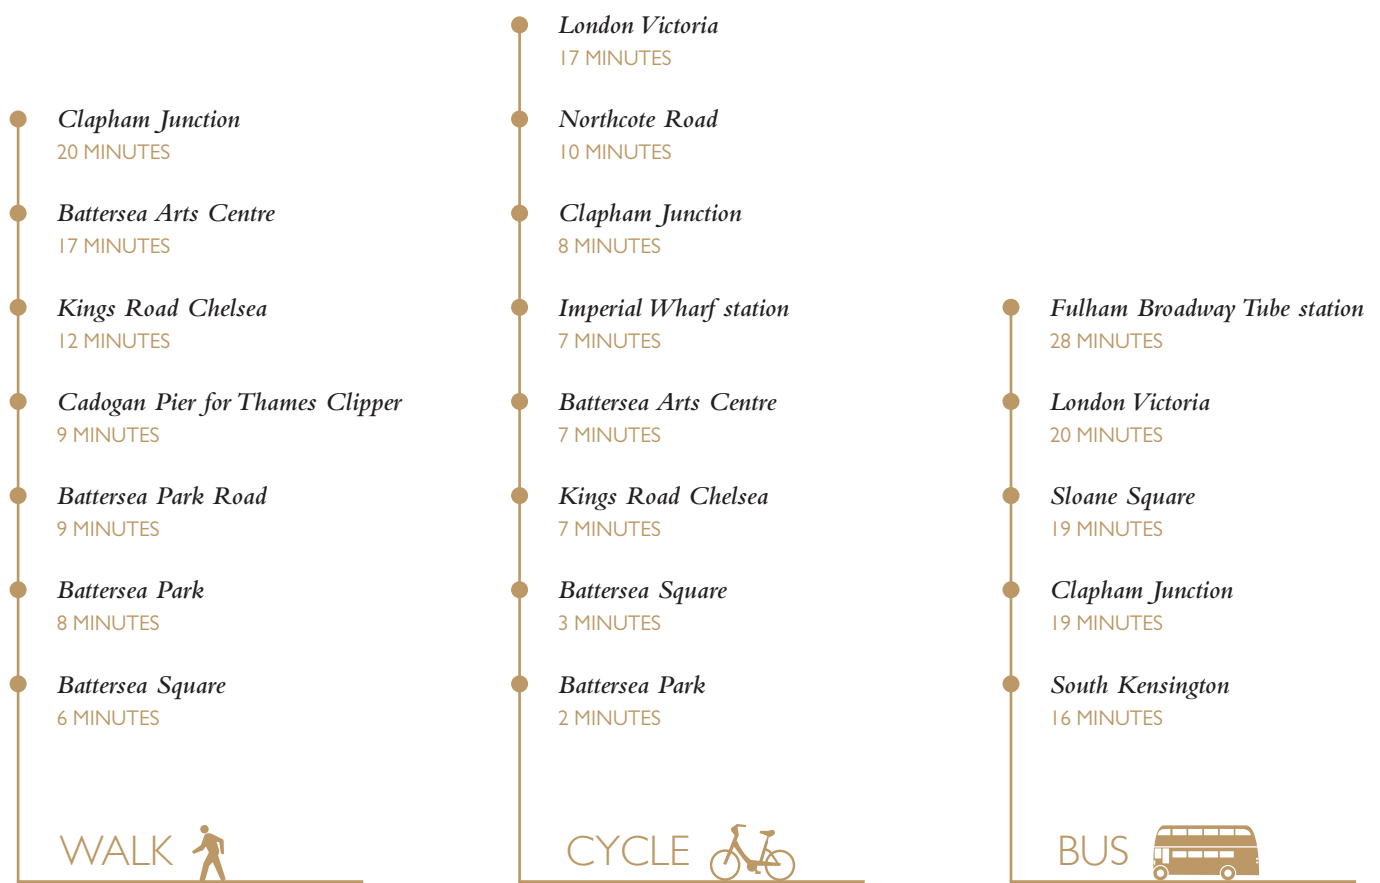 Clapham Junction
20 MINUTES
Battersea Arts Centre
17 MINUTES
Kings Road Chelsea
12 MINUTES
Cadogan Pier for Thames Clipper
9 MINUTES
Battersea Park Road
9 MINUTES
Battersea Park
8 MINUTES
Battersea Square
6 MINUTES
WALK
London Victoria
17 MINUTES
Northcote Road
10 MINUTES
Clapham Junction
8 MINUTES
Imperial Wharf station
7 MINUTES
Battersea Arts Centre
7 MINUTES
Kings Road Chelsea
7 MINUTES
Battersea Square
3 MINUTES
Battersea Park
2 MINUTES
CYCLE
Fulham Broadway Tube station
28 MINUTES
London Victoria
20 MINUTES
Sloane Square
19 MINUTES
Clapham Junction
19 MINUTES
South Kensington
16 MINUTES
BUS